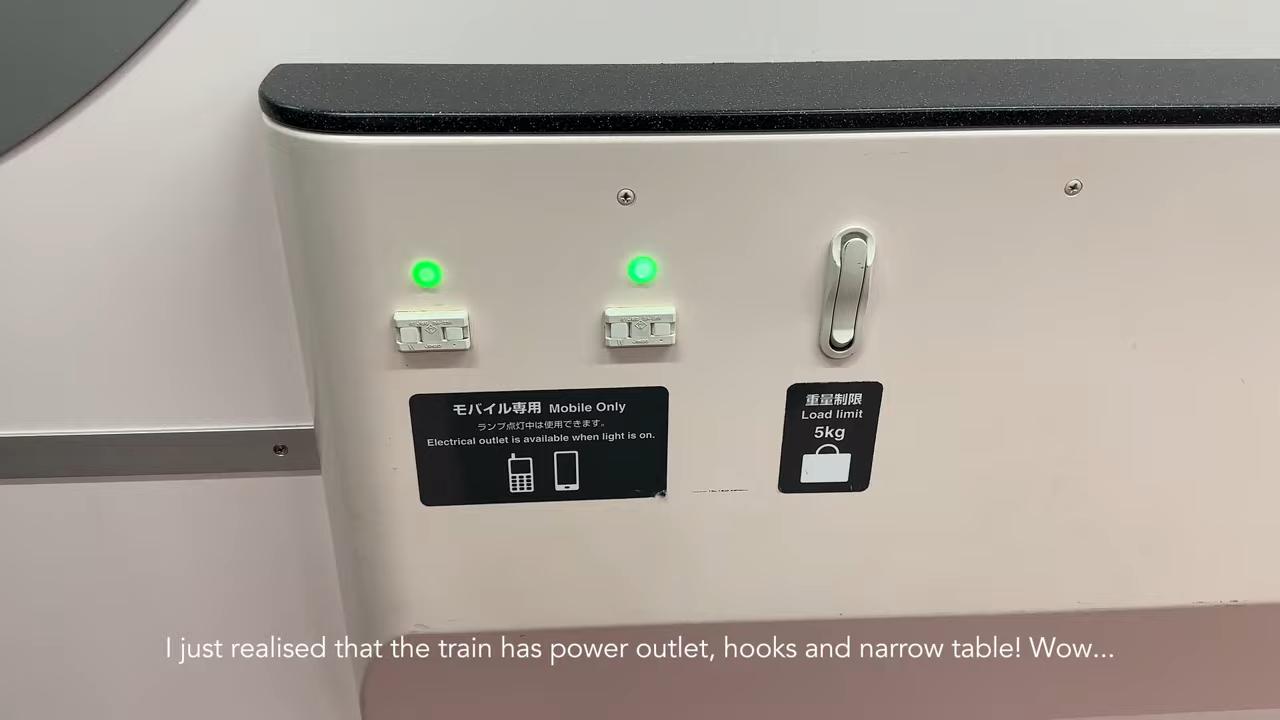 モバイル専用 Mobile Only
ランプ点灯中は使用できます。
Electrical outlet is available when light is on.
重量制限
Load limit
5kg
I just realised that the train has power outlet, hooks and narrow table! Wow...